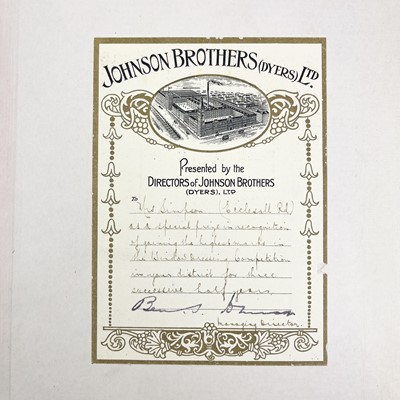 JOHNSON BROTHERS (DYERS) LTD.
Presented by the
DIRECTORS of JOHNSON BROTHERS
(DYERS), LTD
To Mrs Simpson (Ecclesall Rd)
as a special prize in recognition
of gaining the highest marks in
the Window Dressing Competition
in your district for three
successive half years.
Managing Director.